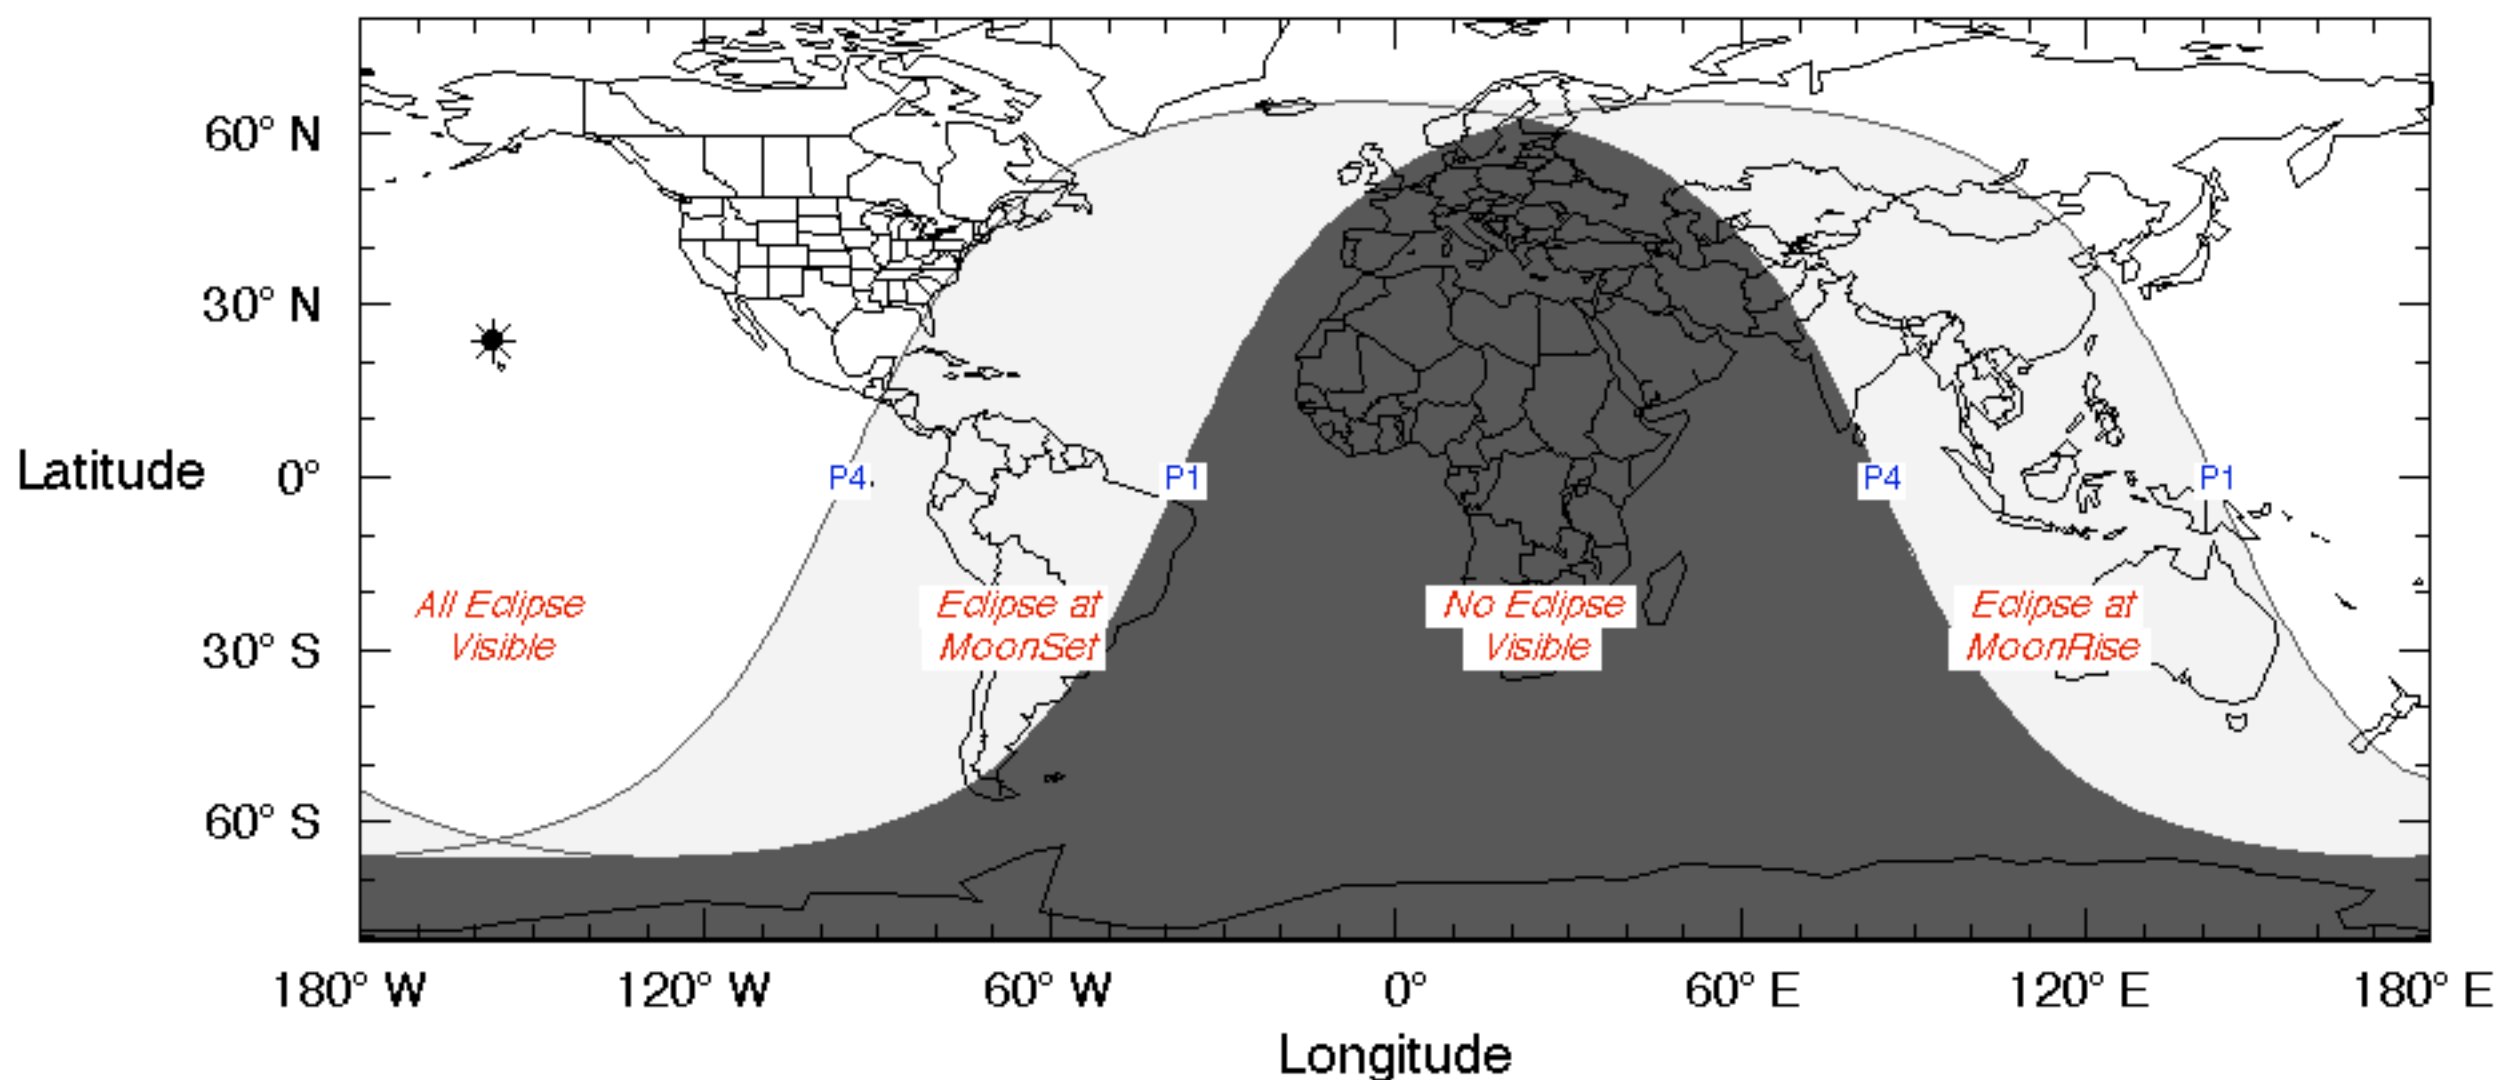 60° N
30° N
Latitude
0°
30° S
60° S
P4
P1
P4
P1
All Eclipse
Visible
Eclipse at
MoonSet
No Eclipse
Visible
Eclipse at
MoonRise
180° W
120° W
60° W
0°
60° E
120° E
180° E
Longitude